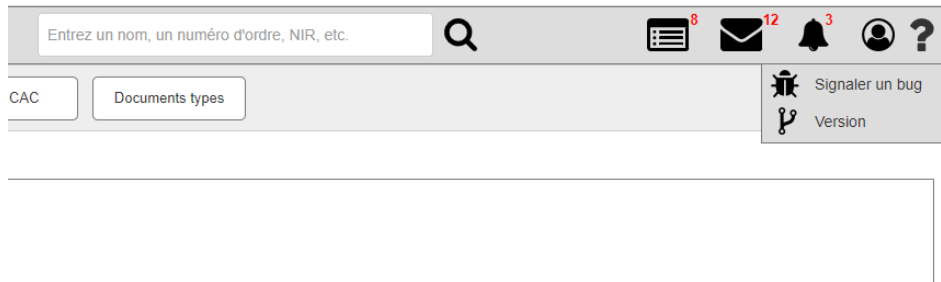 Entrez un nom, un numéro d'ordre, NIR, etc.
8
12
3
?
CAC
Documents types
Signaler un bug
Version